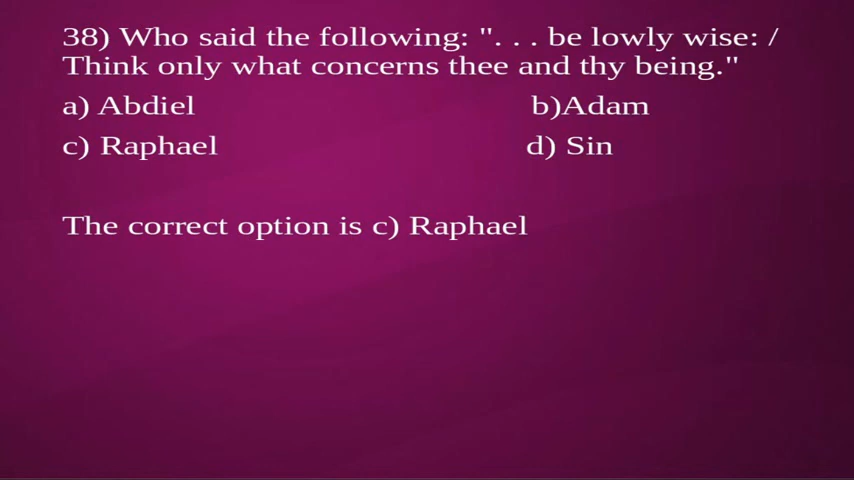 38) Who said the following: ". . . be lowly wise: /
Think only what concerns thee and thy being."
a) Abdiel b)Adam
c) Raphael d) Sin
The correct option is c) Raphael